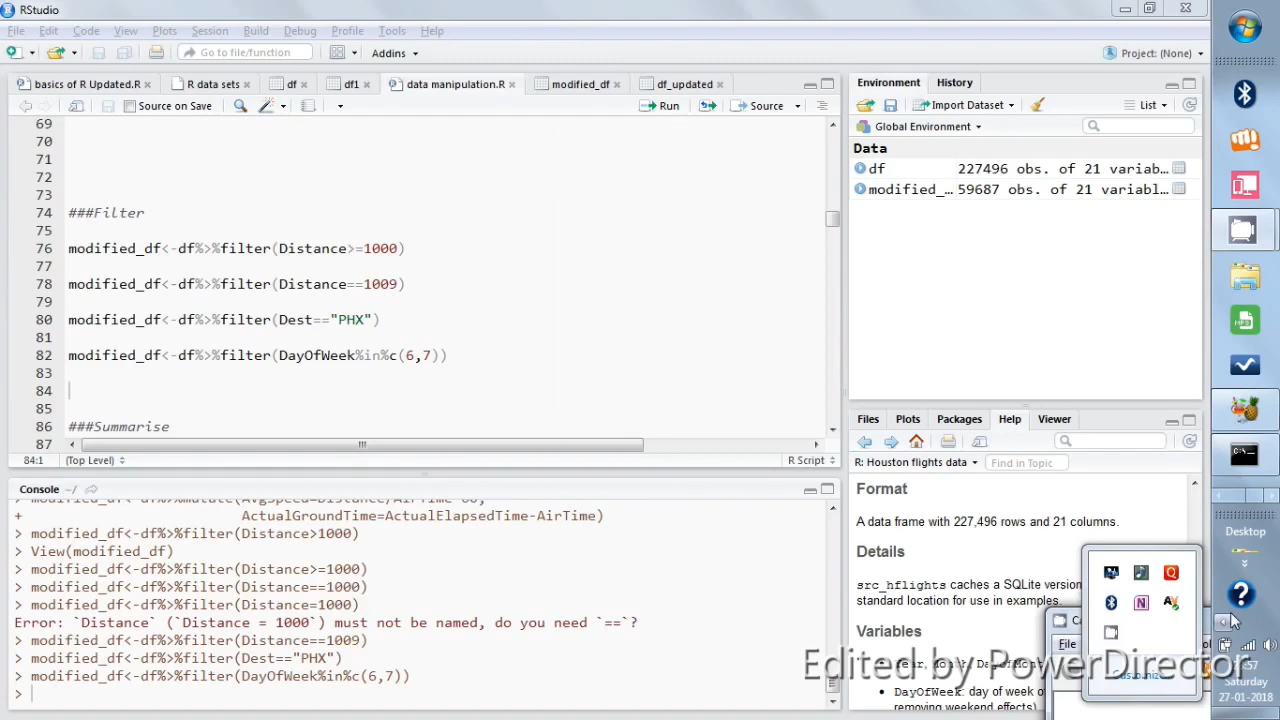 RStudio
File Edit Code View Plots Session Build Debug Profile Tools Help
Go to file/function
Addins
Project: (None)
basics of R Updated.R
R data sets
df
df1
data manipulation.R
modified_df
df_updated
Source on Save
Run
Source
69
70
71
72
73
74 ###Filter
75
76 modified_df<-df%>%filter(Distance>=1000)
77
78 modified_df<-df%>%filter(Distance==1009)
79
80 modified_df<-df%>%filter(Dest=="PHX")
81
82 modified_df<-df%>%filter(DayOfWeek%in%c(6,7))
83
84
85
86 ###Summarise
87
84:1 (Top Level) R Script
Console ~/
+ ActualGroundTime=ActualElapsedTime-AirTime)
> modified_df<-df%>%filter(Distance>1000)
> View(modified_df)
> modified_df<-df%>%filter(Distance>=1000)
> modified_df<-df%>%filter(Distance==1000)
> modified_df<-df%>%filter(Distance=1000)
Error: `Distance` (`Distance = 1000`) must not be named, do you need `==`?
> modified_df<-df%>%filter(Distance==1009)
> modified_df<-df%>%filter(Dest=="PHX")
> modified_df<-df%>%filter(DayOfWeek%in%c(6,7))
>
Environment History
Import Dataset
List
Global Environment
Data
df 227496 obs. of 21 variab…
modified_… 59687 obs. of 21 variabl…
Files Plots Packages Help Viewer
R: Houston flights data
Find in Topic
Format
A data frame with 227,496 rows and 21 columns.
Details
src_hflights caches a SQLite version
standard location for use in examples.
Variables
DayOfWeek: day of week of
removing weekend effects)
File
Desktop
Saturday
27-01-2018
Edited by PowerDirector